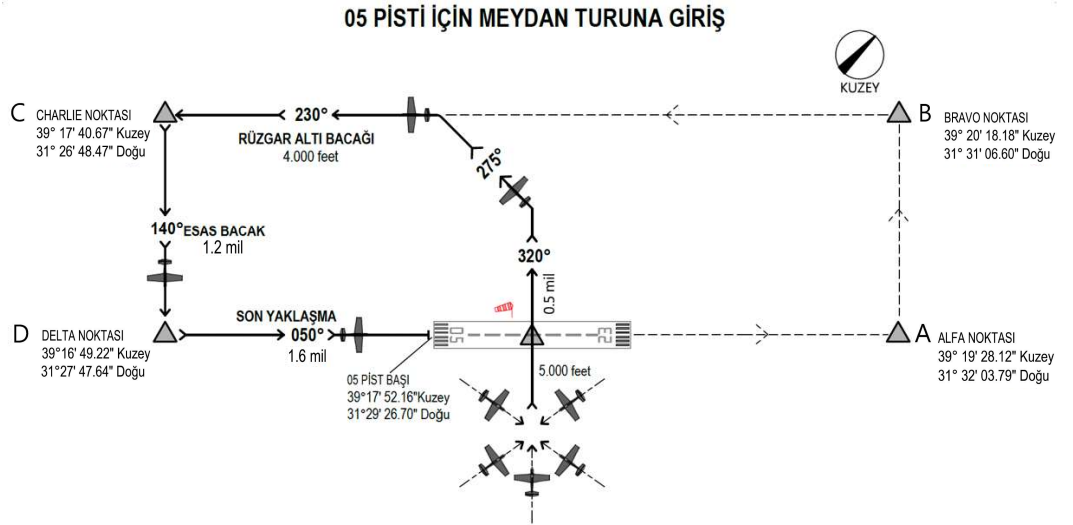 05 PİSTİ İÇİN MEYDAN TURUNA GİRİŞ
KUZEY
C
CHARLIE NOKTASI
39° 17' 40.67" Kuzey
31° 26' 48.47" Doğu
230°
RÜZGAR ALTI BACAĞI
4.000 feet
275°
B
BRAVO NOKTASI
39° 20' 18.18" Kuzey
31° 31' 06.60" Doğu
140°
ESAS BACAK
1.2 mil
320°
0.5 mil
D
DELTA NOKTASI
39°16' 49.22" Kuzey
31°27' 47.64" Doğu
SON YAKLAŞMA
050°
1.6 mil
05
23
A
ALFA NOKTASI
39° 19' 28.12" Kuzey
31° 32' 03.79" Doğu
05 PİST BAŞI
39°17' 52.16"Kuzey
31°29' 26.70" Doğu
5.000 feet